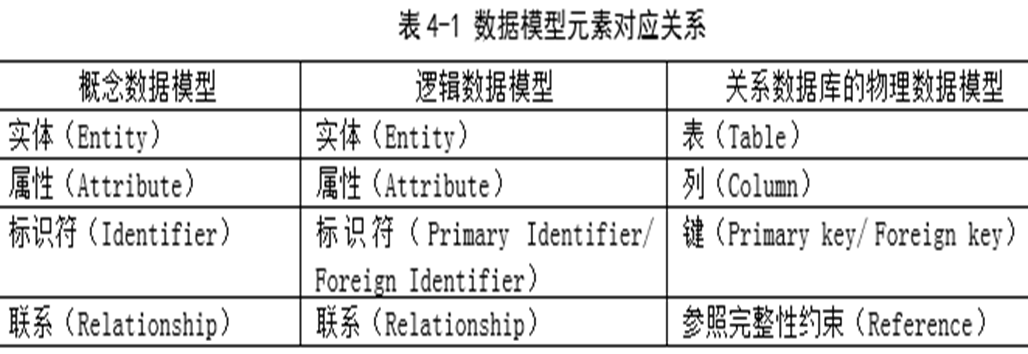 表 4-1 数据模型元素对应关系
概念数据模型 逻辑数据模型 关系数据库的物理数据模型
实体（Entity） 实体（Entity） 表（Table）
属性（Attribute） 属性（Attribute） 列（Column）
标识符（Identifier） 标识符（Primary Identifier/ 键（Primary key/ Foreign key）
Foreign Identifier）
联系（Relationship） 联系（Relationship） 参照完整性约束（Reference）